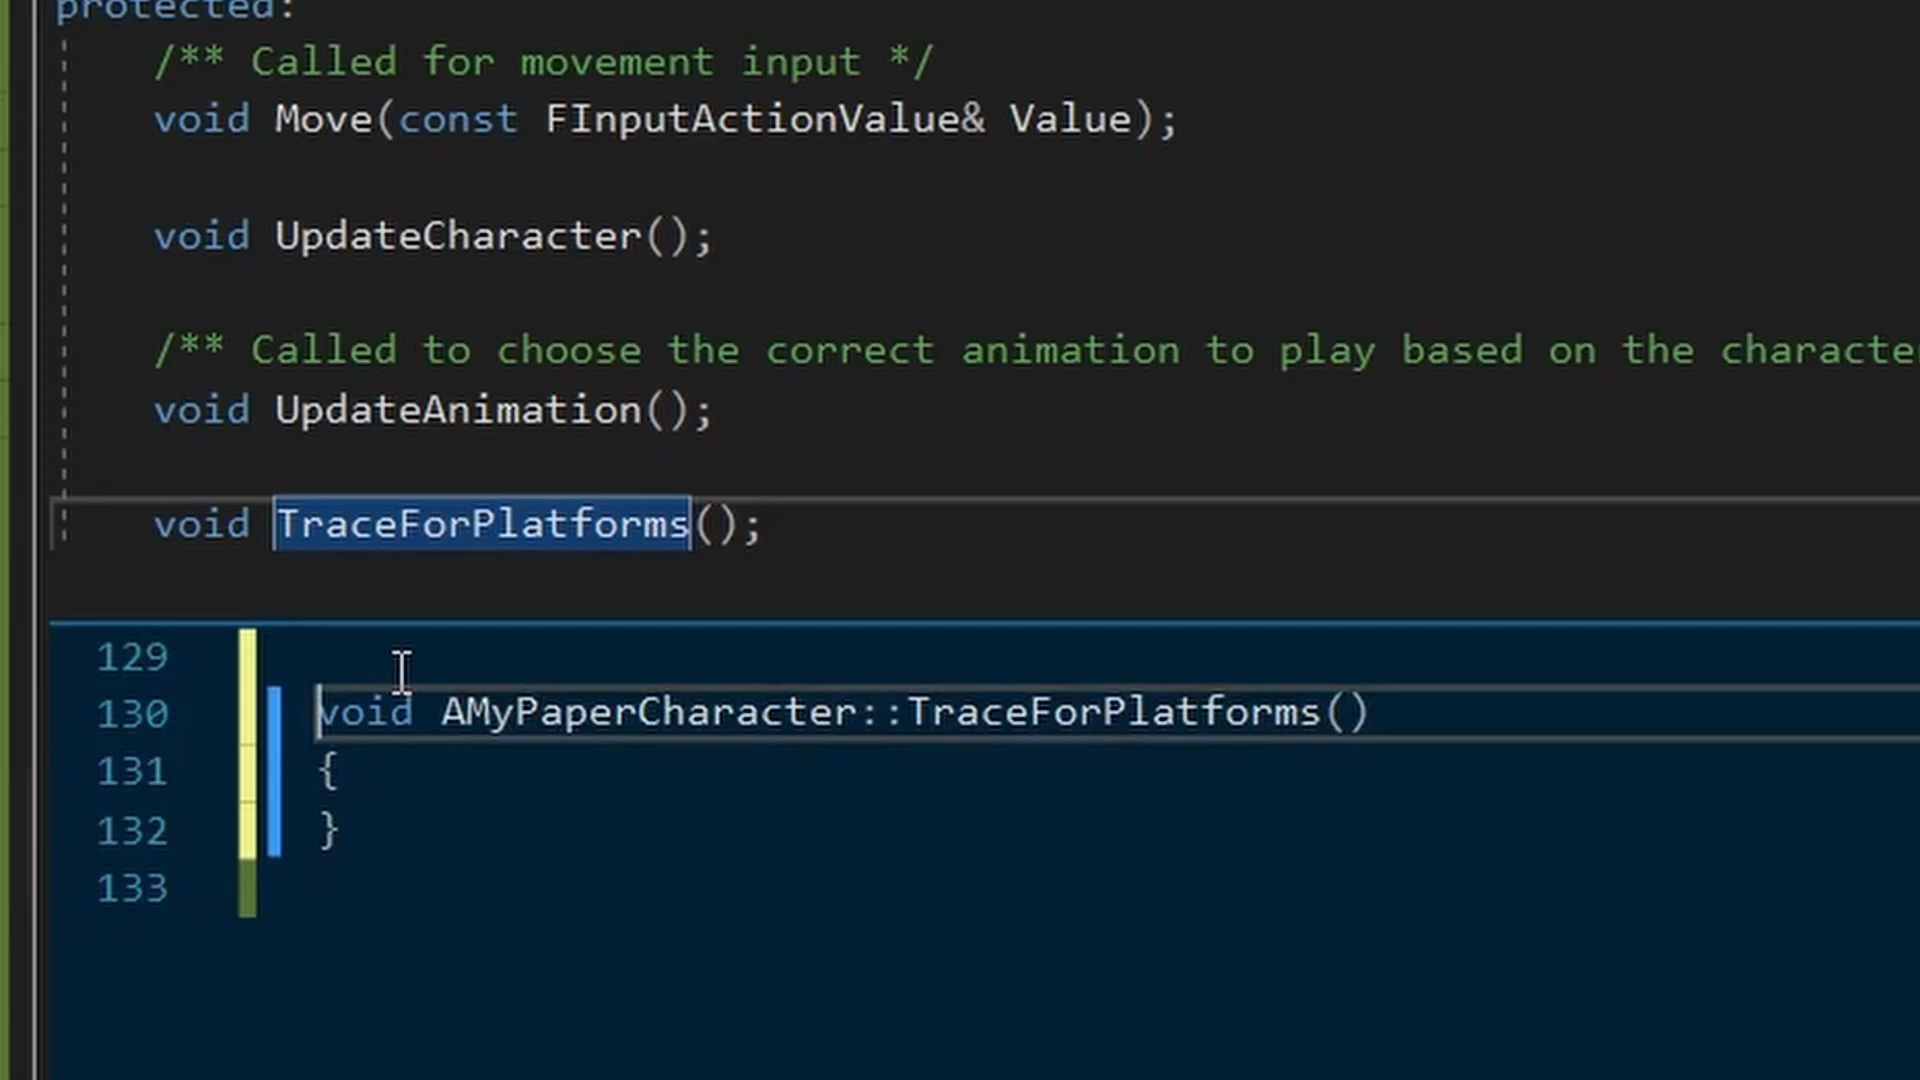 protected:
/** Called for movement input */
void Move(const FInputActionValue& Value);
void UpdateCharacter();
/** Called to choose the correct animation to play based on the
void UpdateAnimation();
void TraceForPlatforms();
129
130 void AMyPaperCharacter::TraceForPlatforms()
131 {
132 }
133